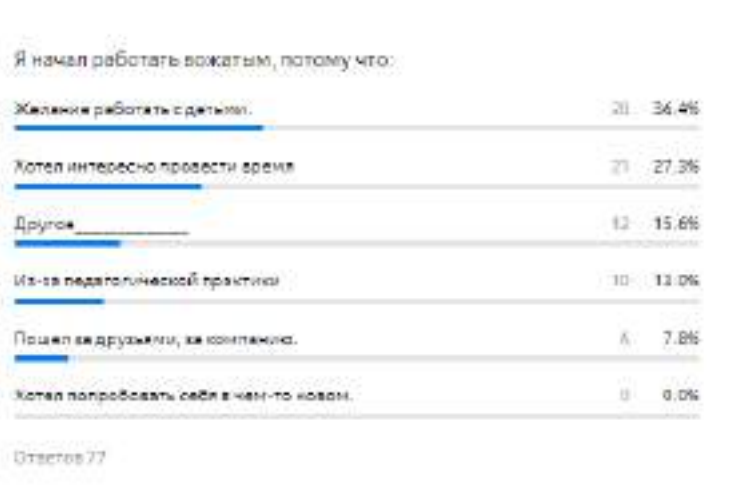 Я начал работать вожатым, потому что:
Желание работать с детьми. 28 36.4%
Хотел интересно провести время 21 27.3%
Другое____________ 12 15.6%
Из-за педагогической практики 10 13.0%
Пошел за друзьями, за компанию. 6 7.8%
Хотел попробовать себя в чем-то новом. 0 0.0%
Ответов 77